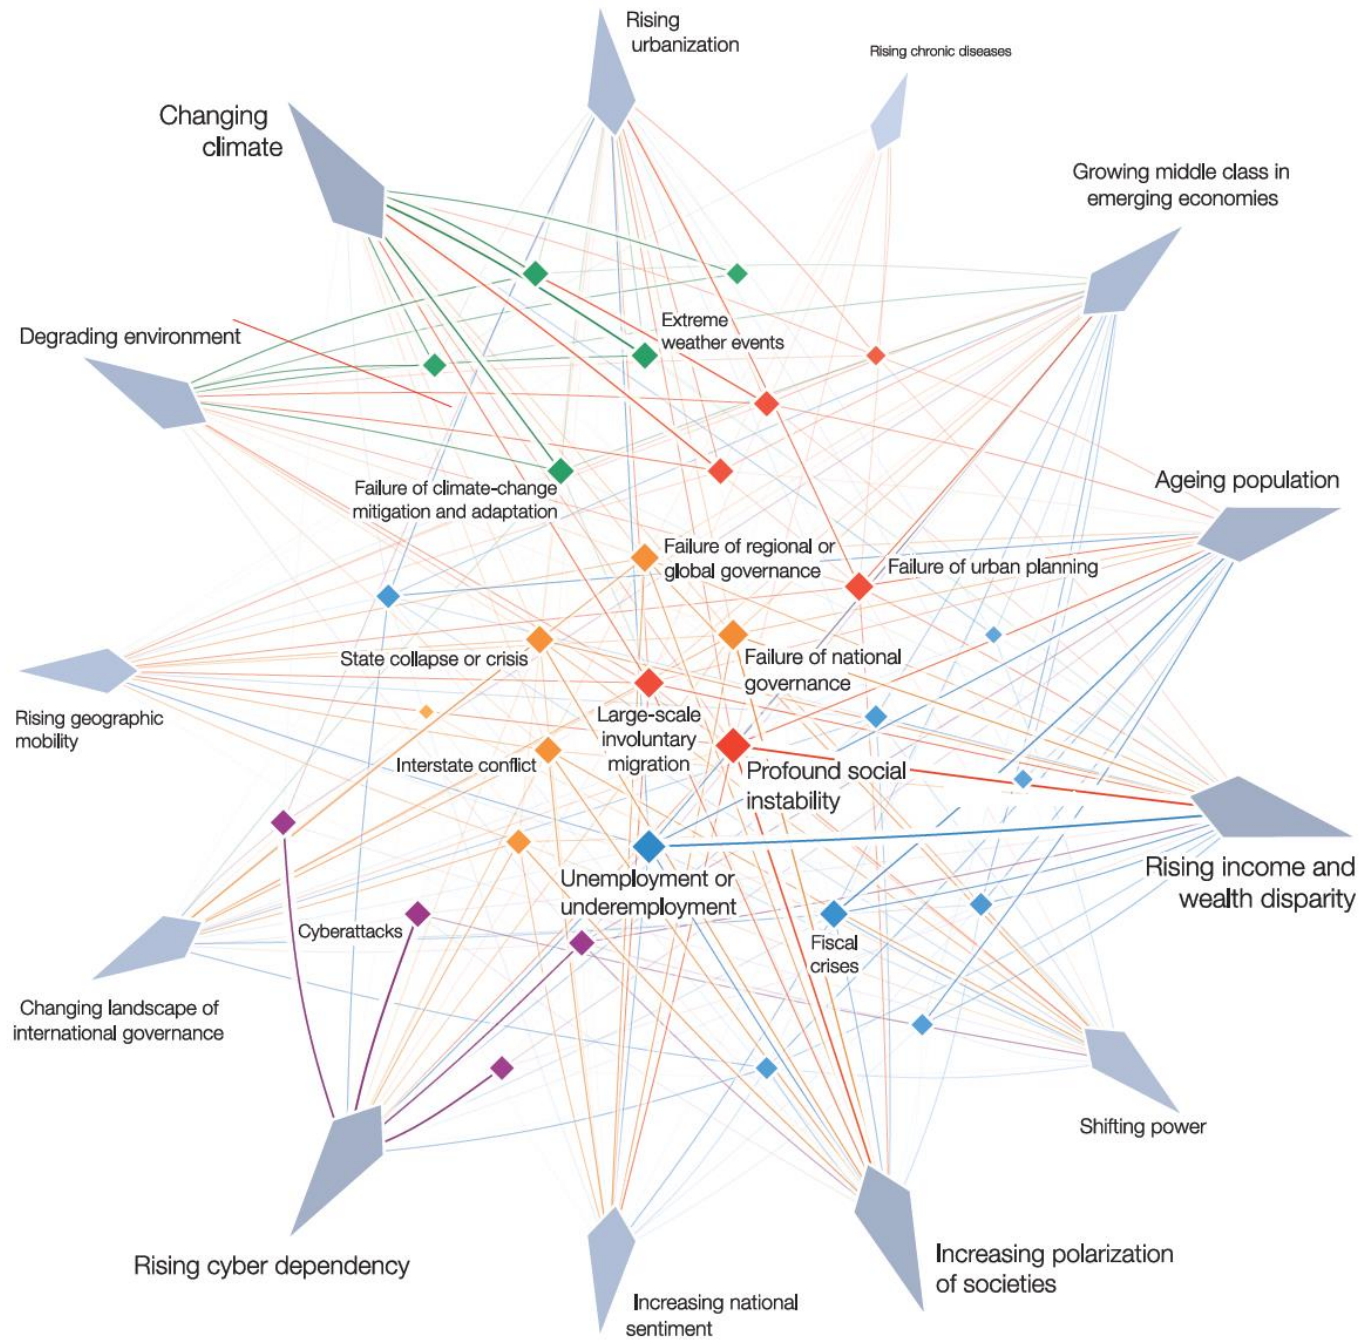 Rising
urbanization
Rising chronic diseases
Changing
climate
Growing middle class in
emerging economies
Degrading environment
Extreme
weather events
Ageing population
Failure of climate-change
mitigation and adaptation
Failure of regional or
global governance
Failure of urban planning
State collapse or crisis
Failure of national
governance
Rising geographic
mobility
Large-scale
involuntary
migration
Interstate conflict
Profound social
instability
Rising income and
wealth disparity
Unemployment or
underemployment
Cyberattacks
Fiscal
crises
Changing landscape of
international governance
Shifting power
Rising cyber dependency
Increasing polarization
of societies
Increasing national
sentiment